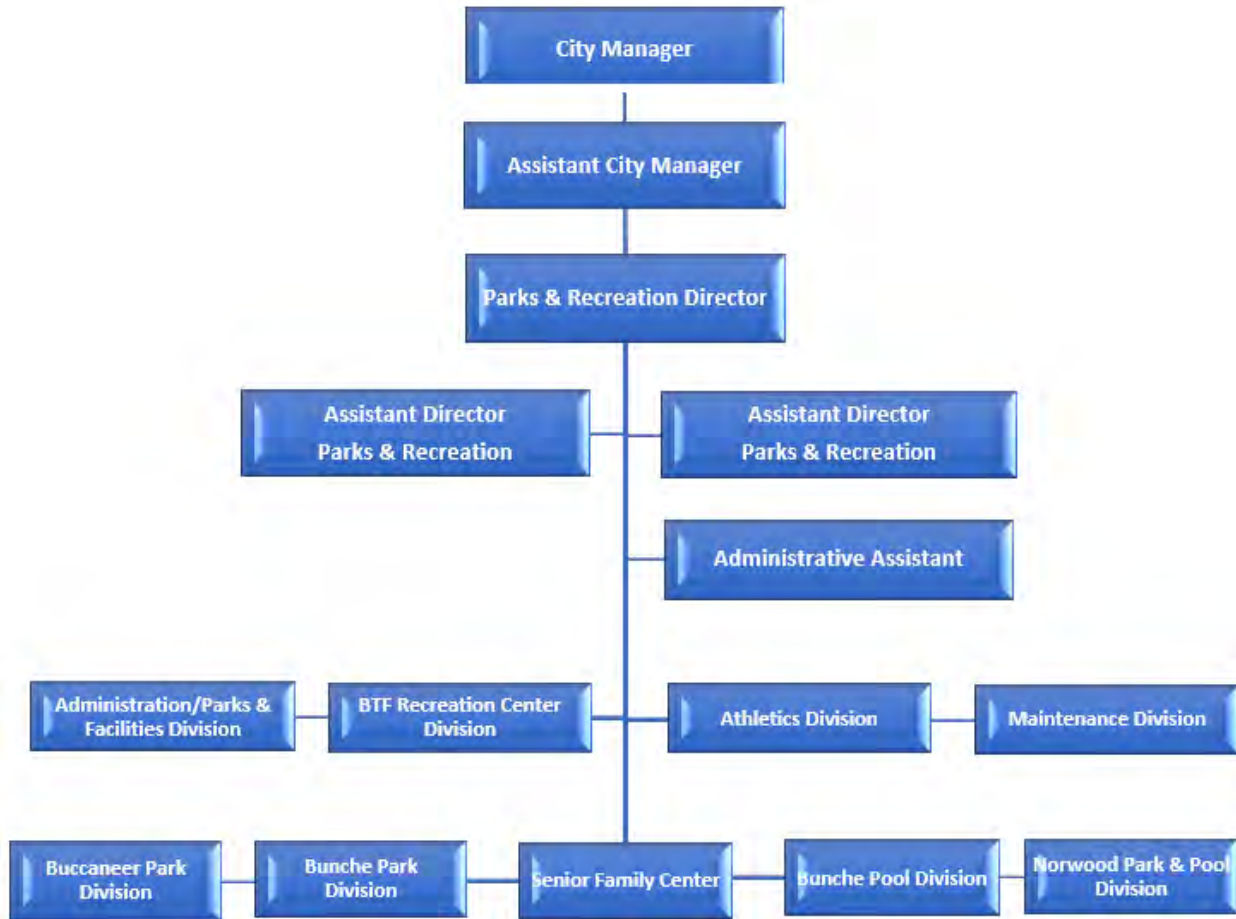 City Manager
Assistant City Manager
Parks & Recreation Director
Assistant Director
Parks & Recreation
Assistant Director
Parks & Recreation
Administrative Assistant
Administration/Parks &
Facilities Division
BTF Recreation Center
Division
Athletics Division
Maintenance Division
Buccaneer Park
Division
Bunche Park
Division
Senior Family Center
Bunche Pool Division
Norwood Park & Pool
Division